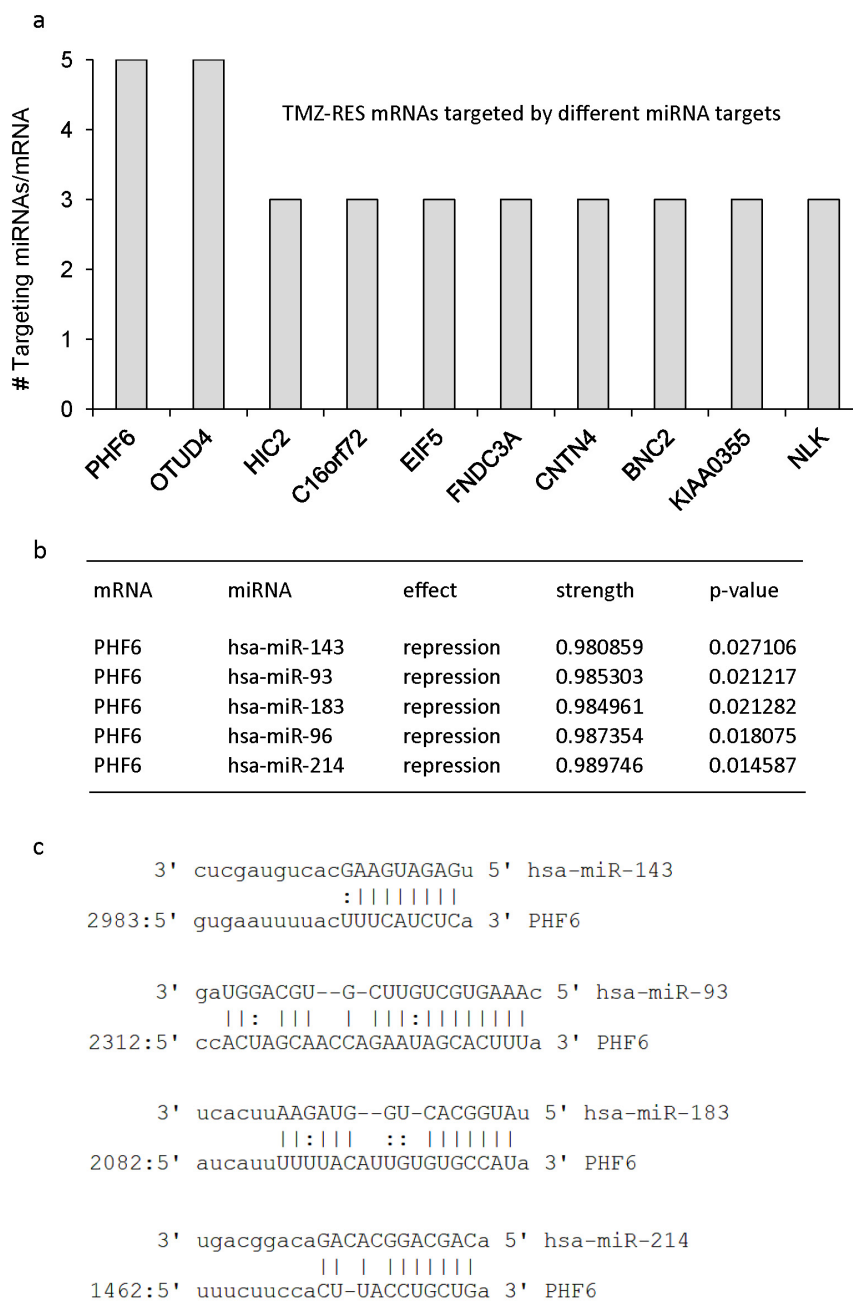 a
# Targeting miRNAs/mRNA
5
4
3
2
1
0
TMZ-RES mRNAs targeted by different miRNA targets
PHF6
OTUD4
HIC2
C16orf72
EIF5
FNDC3A
CNTN4
BNC2
KIAA0355
NLK
b
mRNA miRNA effect strength p-value
PHF6 hsa-miR-143 repression 0.980859 0.027106
PHF6 hsa-miR-93 repression 0.985303 0.021217
PHF6 hsa-miR-183 repression 0.984961 0.021282
PHF6 hsa-miR-96 repression 0.987354 0.018075
PHF6 hsa-miR-214 repression 0.989746 0.014587
c
3' cucgaugucacGAAGUAGAGu 5' hsa-miR-143
:||||||||
2983:5' gugaauuuuacUUUCAUCUCa 3' PHF6
3' gaUGGACGU--G-CUUGUCGUGAAAc 5' hsa-miR-93
||: ||| | |||:||||||||
2312:5' ccACUAGCAACCAGAAUAGCACUUUa 3' PHF6
3' ucacuuAAGAUG--GU-CACGGUAu 5' hsa-miR-183
||:||| :: |||||||
2082:5' aucauuUUUUACAUUGUGUGCCAUa 3' PHF6
3' ugacggacaGACACGGACGACa 5' hsa-miR-214
|| | |||||||
1462:5' uuucuuccaCU-UACCUGCUGa 3' PHF6